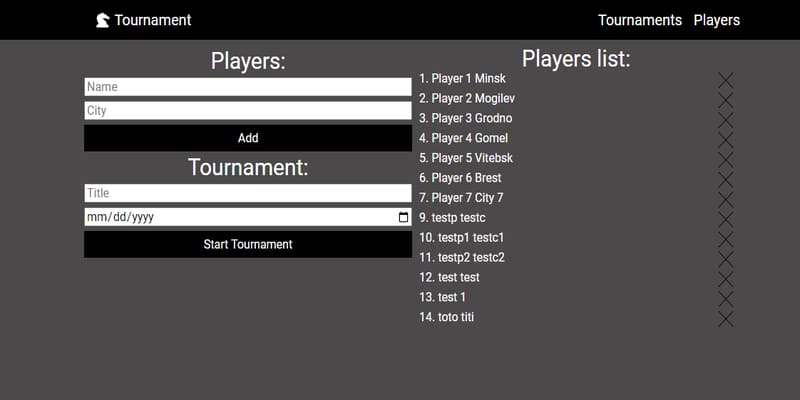 Tournament
Tournaments Players
Players:
Name
City
Add
Tournament:
Title
mm/dd/yyyy
Start Tournament
Players list:
1. Player 1 Minsk
2. Player 2 Mogilev
3. Player 3 Grodno
4. Player 4 Gomel
5. Player 5 Vitebsk
6. Player 6 Brest
7. Player 7 City 7
9. testp testc
10. testp1 testc1
11. testp2 testc2
12. test test
13. test 1
14. toto titi